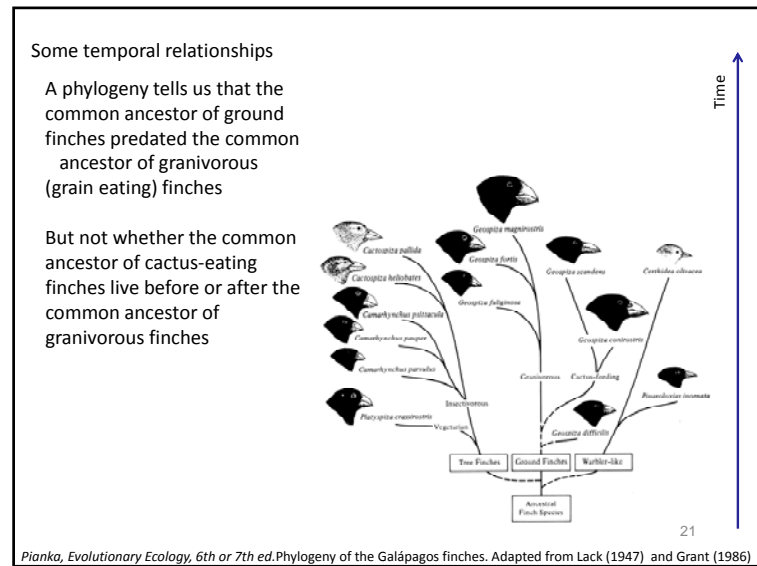 Some temporal relationships
A phylogeny tells us that the
common ancestor of ground
finches predated the common
ancestor of granivorous
(grain eating) finches
But not whether the common
ancestor of cactus-eating
finches live before or after the
common ancestor of
granivorous finches
Time
Geospiza magnirostris
Cactospiza pallida
Geospiza fortis
Geospiza scandens
Certhidea olivacea
Cactospiza heliobates
Geospiza fuliginosa
Camarhynchus psittacula
Geospiza conirostris
Camarhynchus pauper
Camarhynchus parvulus
Granivorous
Cactus-feeding
Pinaroloxias inornata
Insectivorous
Platyspiza crassirostris
Vegetarian
Geospiza difficilis
Tree Finches
Ground Finches
Warbler-like
Ancestral
Finch Species
21
Pianka, Evolutionary Ecology, 6th or 7th ed.Phylogeny of the Galápagos finches. Adapted from Lack (1947) and Grant (1986)